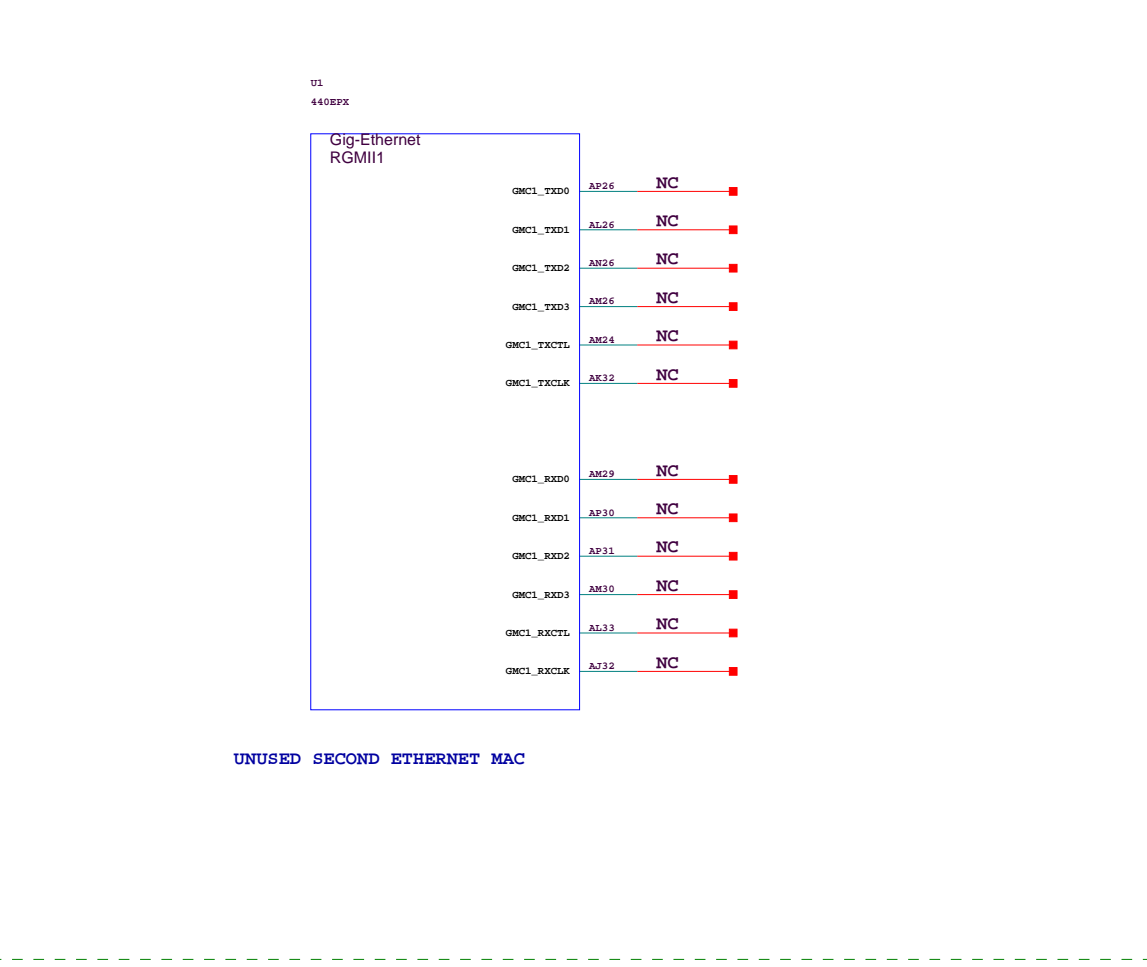 U1
440EPX
Gig-Ethernet
RGMII1
GMC1_TXD0 AP26 NC
GMC1_TXD1 AL26 NC
GMC1_TXD2 AN26 NC
GMC1_TXD3 AM26 NC
GMC1_TXCTL AM24 NC
GMC1_TXCLK AK32 NC
GMC1_RXD0 AM29 NC
GMC1_RXD1 AP30 NC
GMC1_RXD2 AP31 NC
GMC1_RXD3 AM30 NC
GMC1_RXCTL AL33 NC
GMC1_RXCLK AJ32 NC
UNUSED SECOND ETHERNET MAC